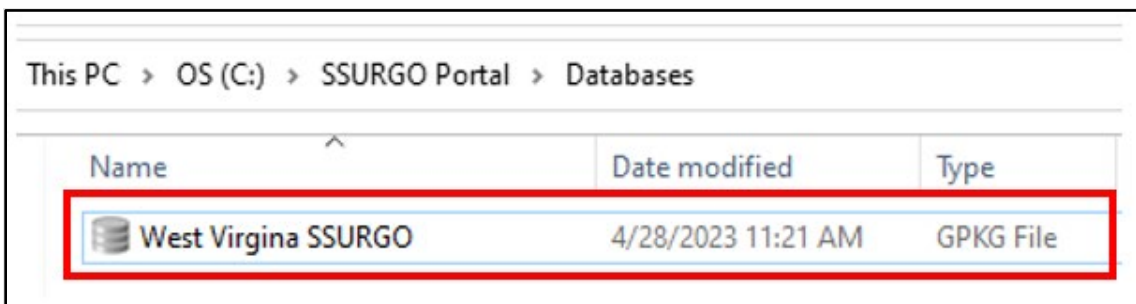 This PC > OS (C:) > SSURGO Portal > Databases
Name Date modified Type
West Virgina SSURGO 4/28/2023 11:21 AM GPKG File